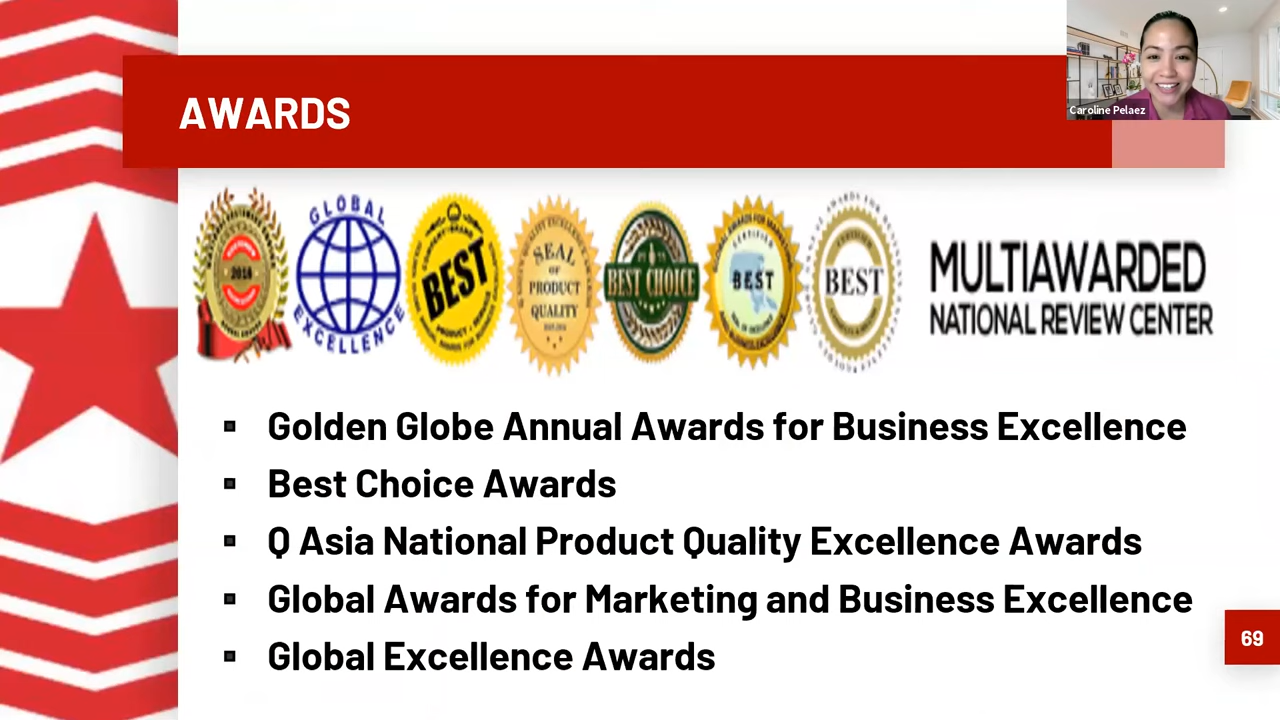 AWARDS
Caroline Pelaez
2016
GLOBAL
EXCELLENCE
BEST
SEAL
OF
PRODUCT
QUALITY
BEST CHOICE
CERTIFIED
BEST
BEST
MULTIAWARDED
NATIONAL REVIEW CENTER
▪ Golden Globe Annual Awards for Business Excellence
▪ Best Choice Awards
▪ Q Asia National Product Quality Excellence Awards
▪ Global Awards for Marketing and Business Excellence
▪ Global Excellence Awards
69